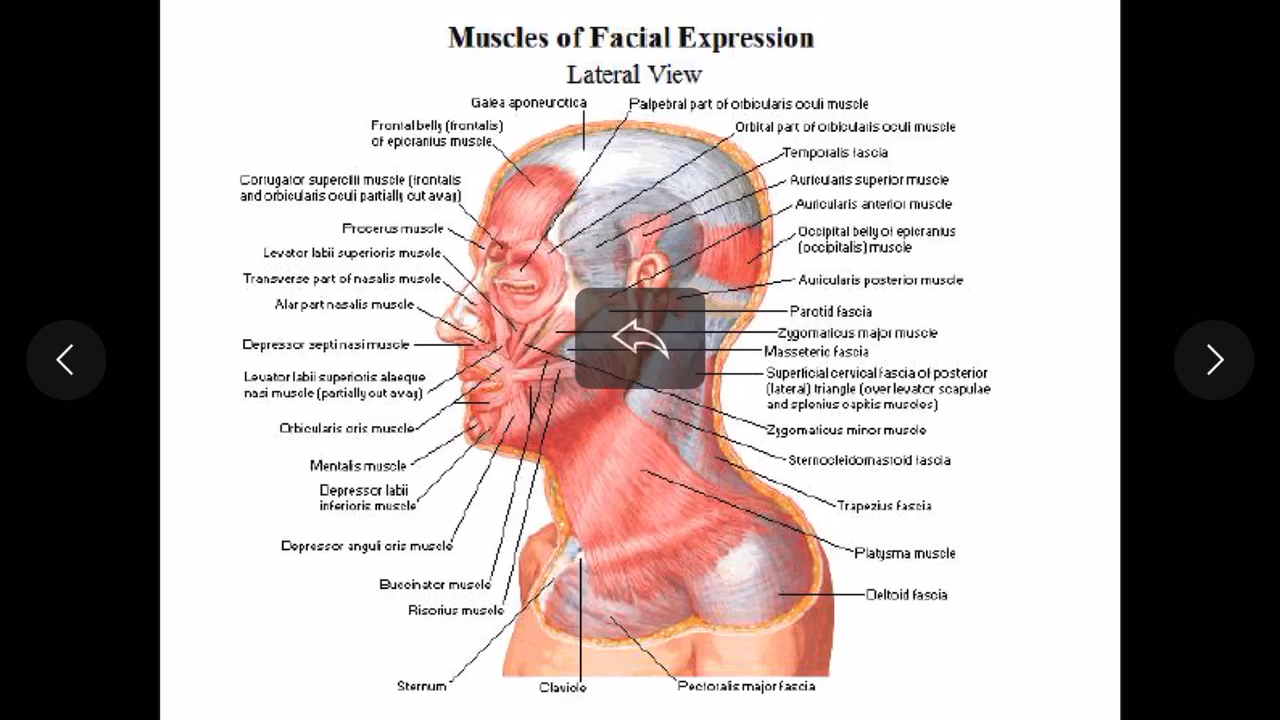 Muscles of Facial Expression
Lateral View
Galea aponeurotica
Palpebral part of orbicularis oculi muscle
Frontal belly (frontalis)
of epicranius muscle
Orbital part of orbicularis oculi muscle
Temporalis fascia
Corrugator supercilii muscle (frontalis
and orbicularis oculi partially cut away)
Auricularis superior muscle
Auricularis anterior muscle
Procerus muscle
Occipital belly of epicranius
(occipitalis) muscle
Levator labii superioris muscle
Transverse part of nasalis muscle
Auricularis posterior muscle
Alar part nasalis muscle
Parotid fascia
Zygomaticus major muscle
Depressor septi nasi muscle
Masseteric fascia
Levator labii superioris alaeque
nasi muscle (partially cut away)
Superficial cervical fascia of posterior
(lateral) triangle (over levator scapulae
and splenius capitis muscles)
Orbicularis oris muscle
Zygomaticus minor muscle
Mentalis muscle
Sternocleidomastoid fascia
Depressor labii
inferioris muscle
Trapezius fascia
Depressor anguli oris muscle
Platysma muscle
Buccinator muscle
Deltoid fascia
Risorius muscle
Sternum
Clavicle
Pectoralis major fascia